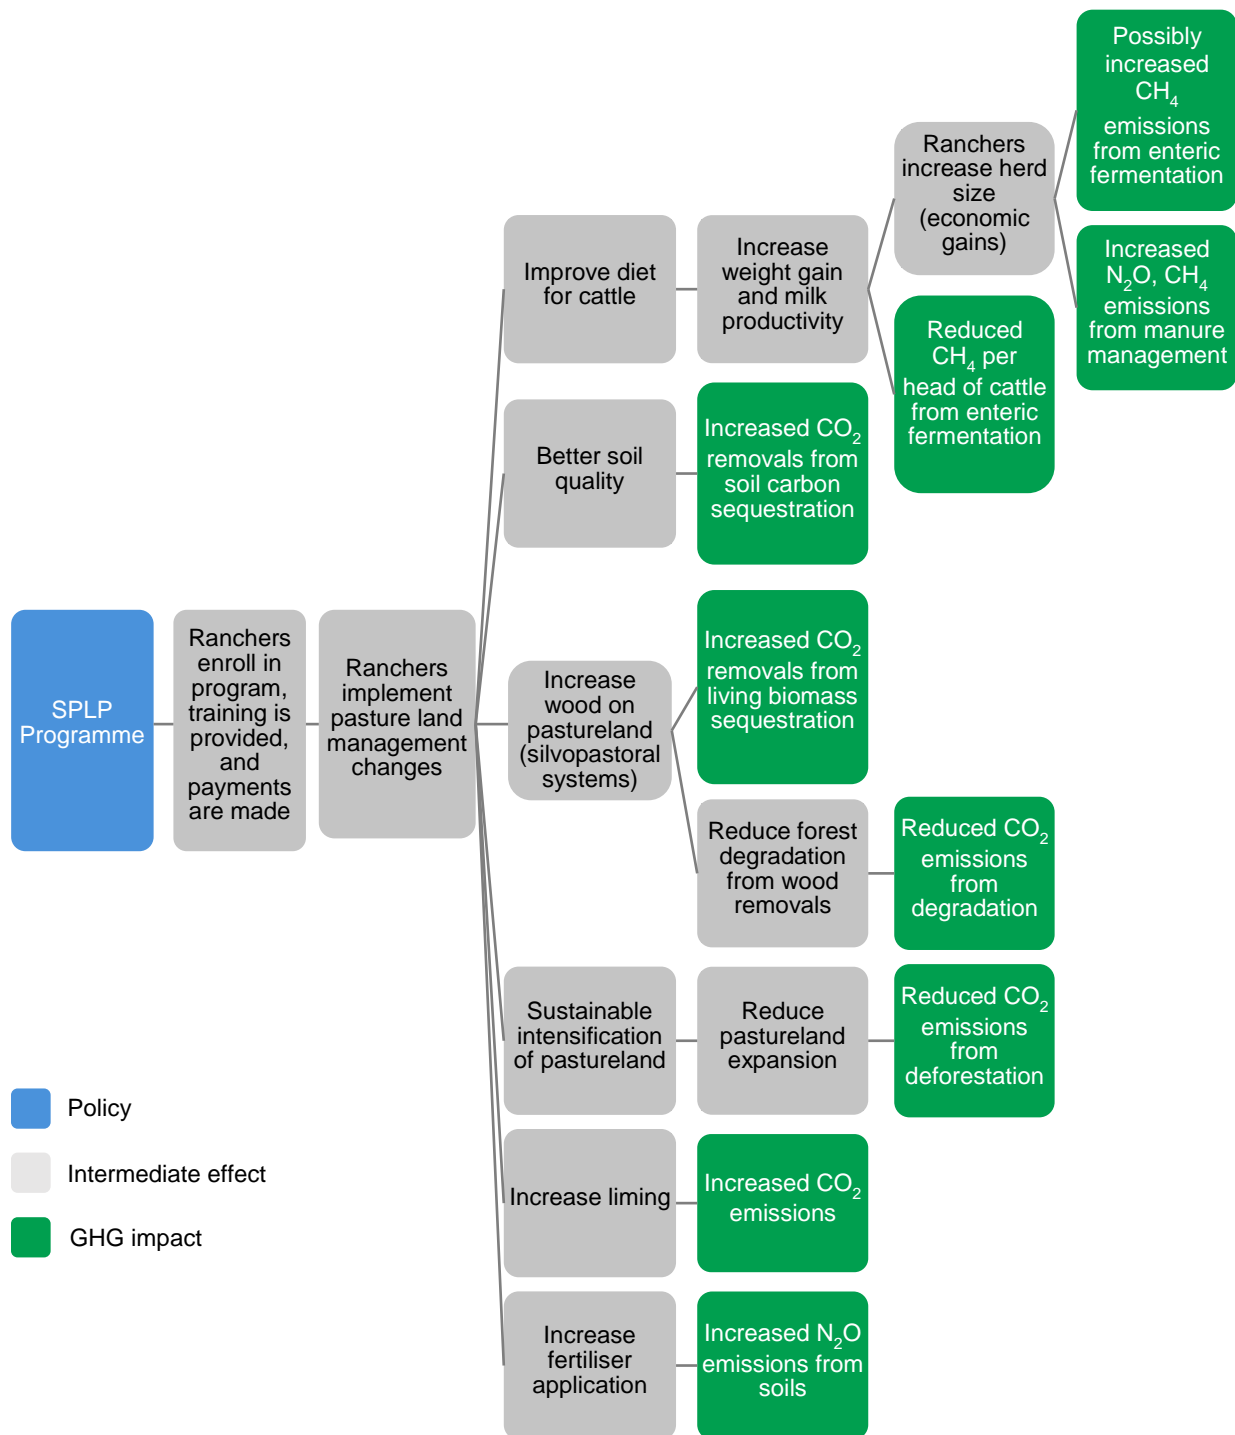 SPLP
Programme
Ranchers
enroll in
program,
training is
provided,
and
payments
are made
Ranchers
implement
pasture land
management
changes
Improve diet
for cattle
Increase
weight gain
and milk
productivity
Ranchers
increase herd
size
(economic
gains)
Possibly
increased
CH₄
emissions
from enteric
fermentation
Increased
N₂O, CH₄
emissions
from manure
management
Reduced
CH₄ per
head of cattle
from enteric
fermentation
Better soil
quality
Increased CO₂
removals from
soil carbon
sequestration
Increase
wood on
pastureland
(silvopastoral
systems)
Increased CO₂
removals from
living biomass
sequestration
Reduce forest
degradation
from wood
removals
Reduced CO₂
emissions
from
degradation
Sustainable
intensification
of pastureland
Reduce
pastureland
expansion
Reduced CO₂
emissions
from
deforestation
Increase liming
Increased CO₂
emissions
Increase
fertiliser
application
Increased N₂O
emissions from
soils
Policy
Intermediate effect
GHG impact